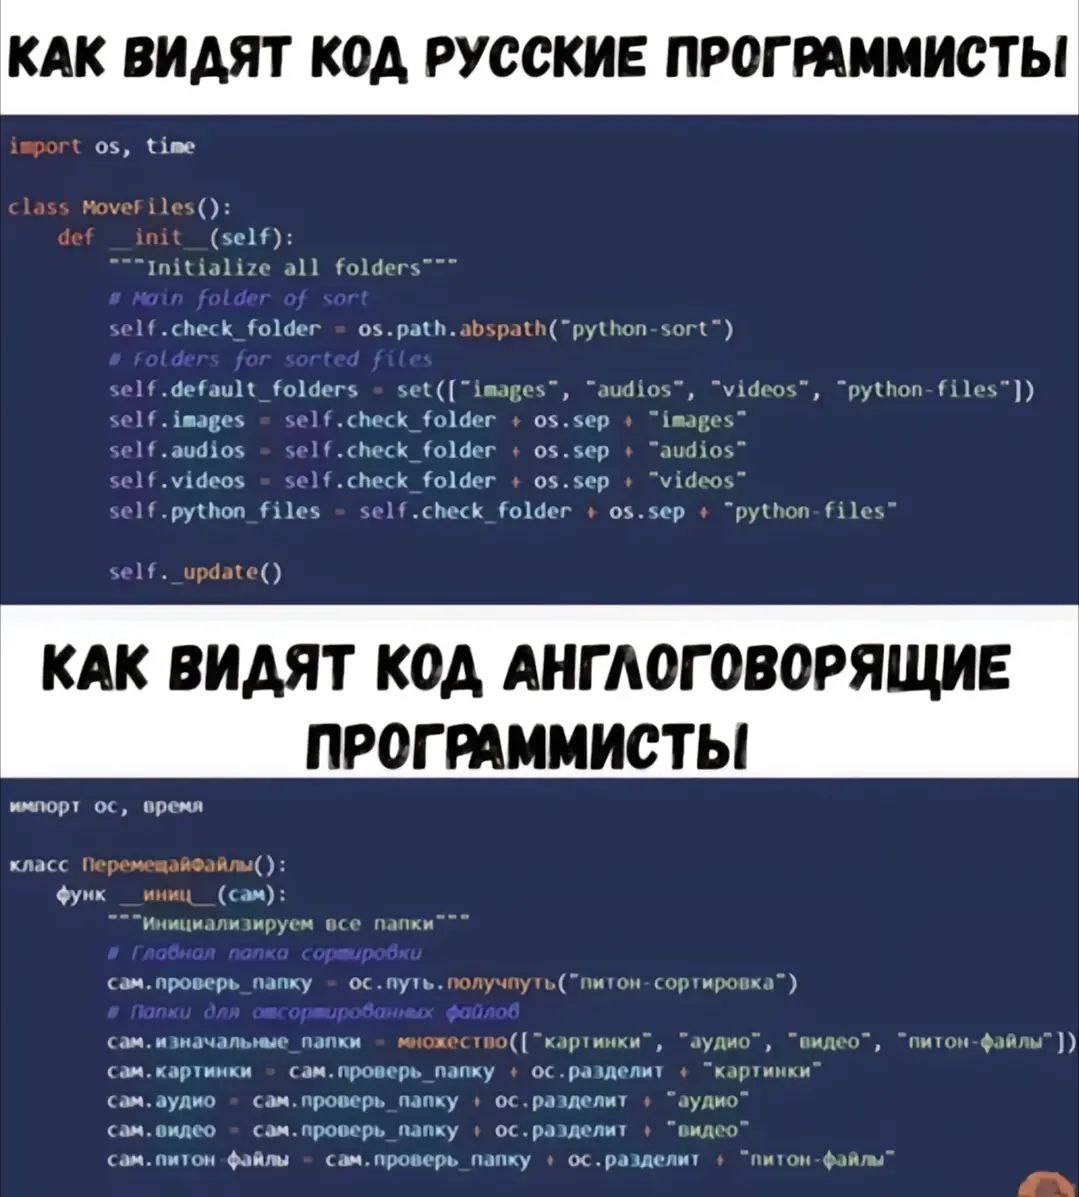 КАК ВИДЯТ КОД РУССКИЕ ПРОГРАММИСТЫ
import os, time
class MoveFiles():
def __init__(self):
"""Initialize all folders"""
# Main folder of sort
self.check_folder = os.path.abspath("python-sort")
# Folders for sorted files
self.default_folders = set(["images", "audios", "videos", "python-files"])
self.images = self.check_folder + os.sep + "images"
self.audios = self.check_folder + os.sep + "audios"
self.videos = self.check_folder + os.sep + "videos"
self.python_files = self.check_folder + os.sep + "python-files"
self._update()
КАК ВИДЯТ КОД АНГЛОГОВОРЯЩИЕ
ПРОГРАММИСТЫ
импорт ос, время
класс ПеремещайФайлы():
функ __иниц__(сам):
"""Инициализируем все папки"""
# Главная папка сортировки
сам.проверь_папку = ос.путь.получпуть("питон-сортировка")
# Папки для отсортированных файлов
сам.изначальные_папки = множество(["картинки", "аудио", "видео", "питон-файлы"])
сам.картинки = сам.проверь_папку + ос.разделит + "картинки"
сам.аудио = сам.проверь_папку + ос.разделит + "аудио"
сам.видео = сам.проверь_папку + ос.разделит + "видео"
сам.питон файлы = сам.проверь_папку + ос.разделит + "питон-файлы"